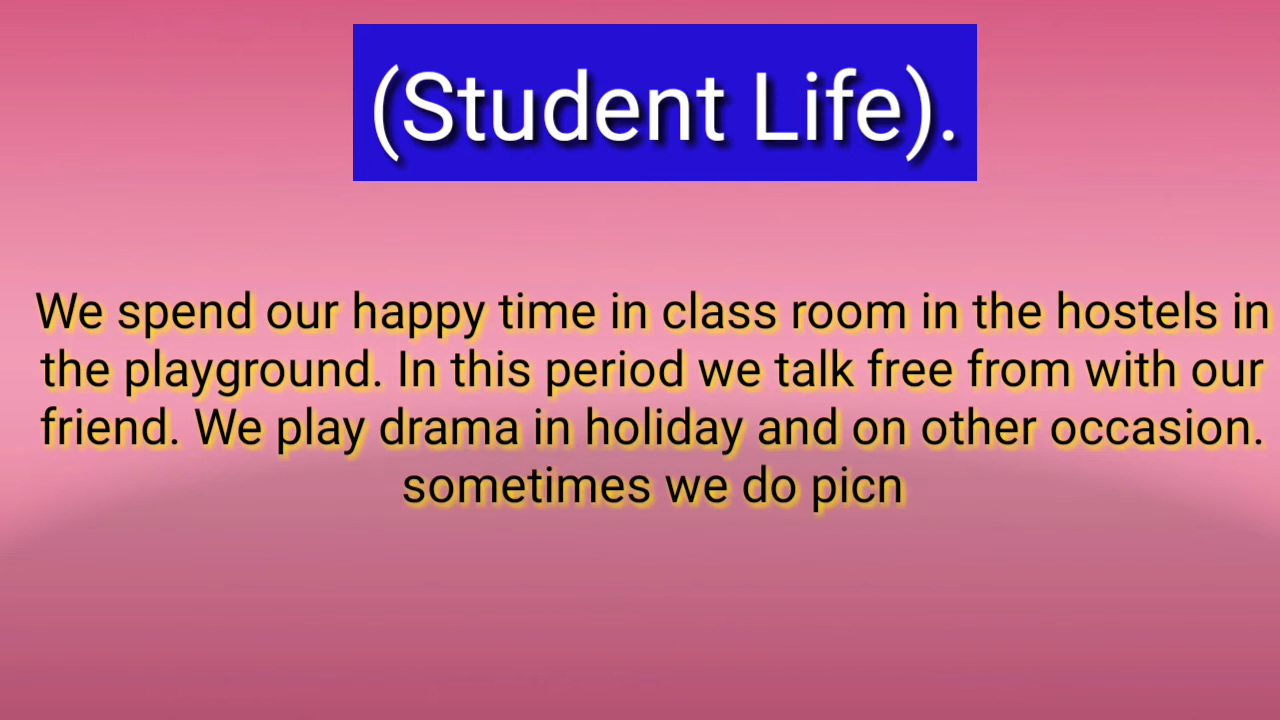 (Student Life).
We spend our happy time in class room in the hostels in
the playground. In this period we talk free from with our
friend. We play drama in holiday and on other occasion.
sometimes we do picn